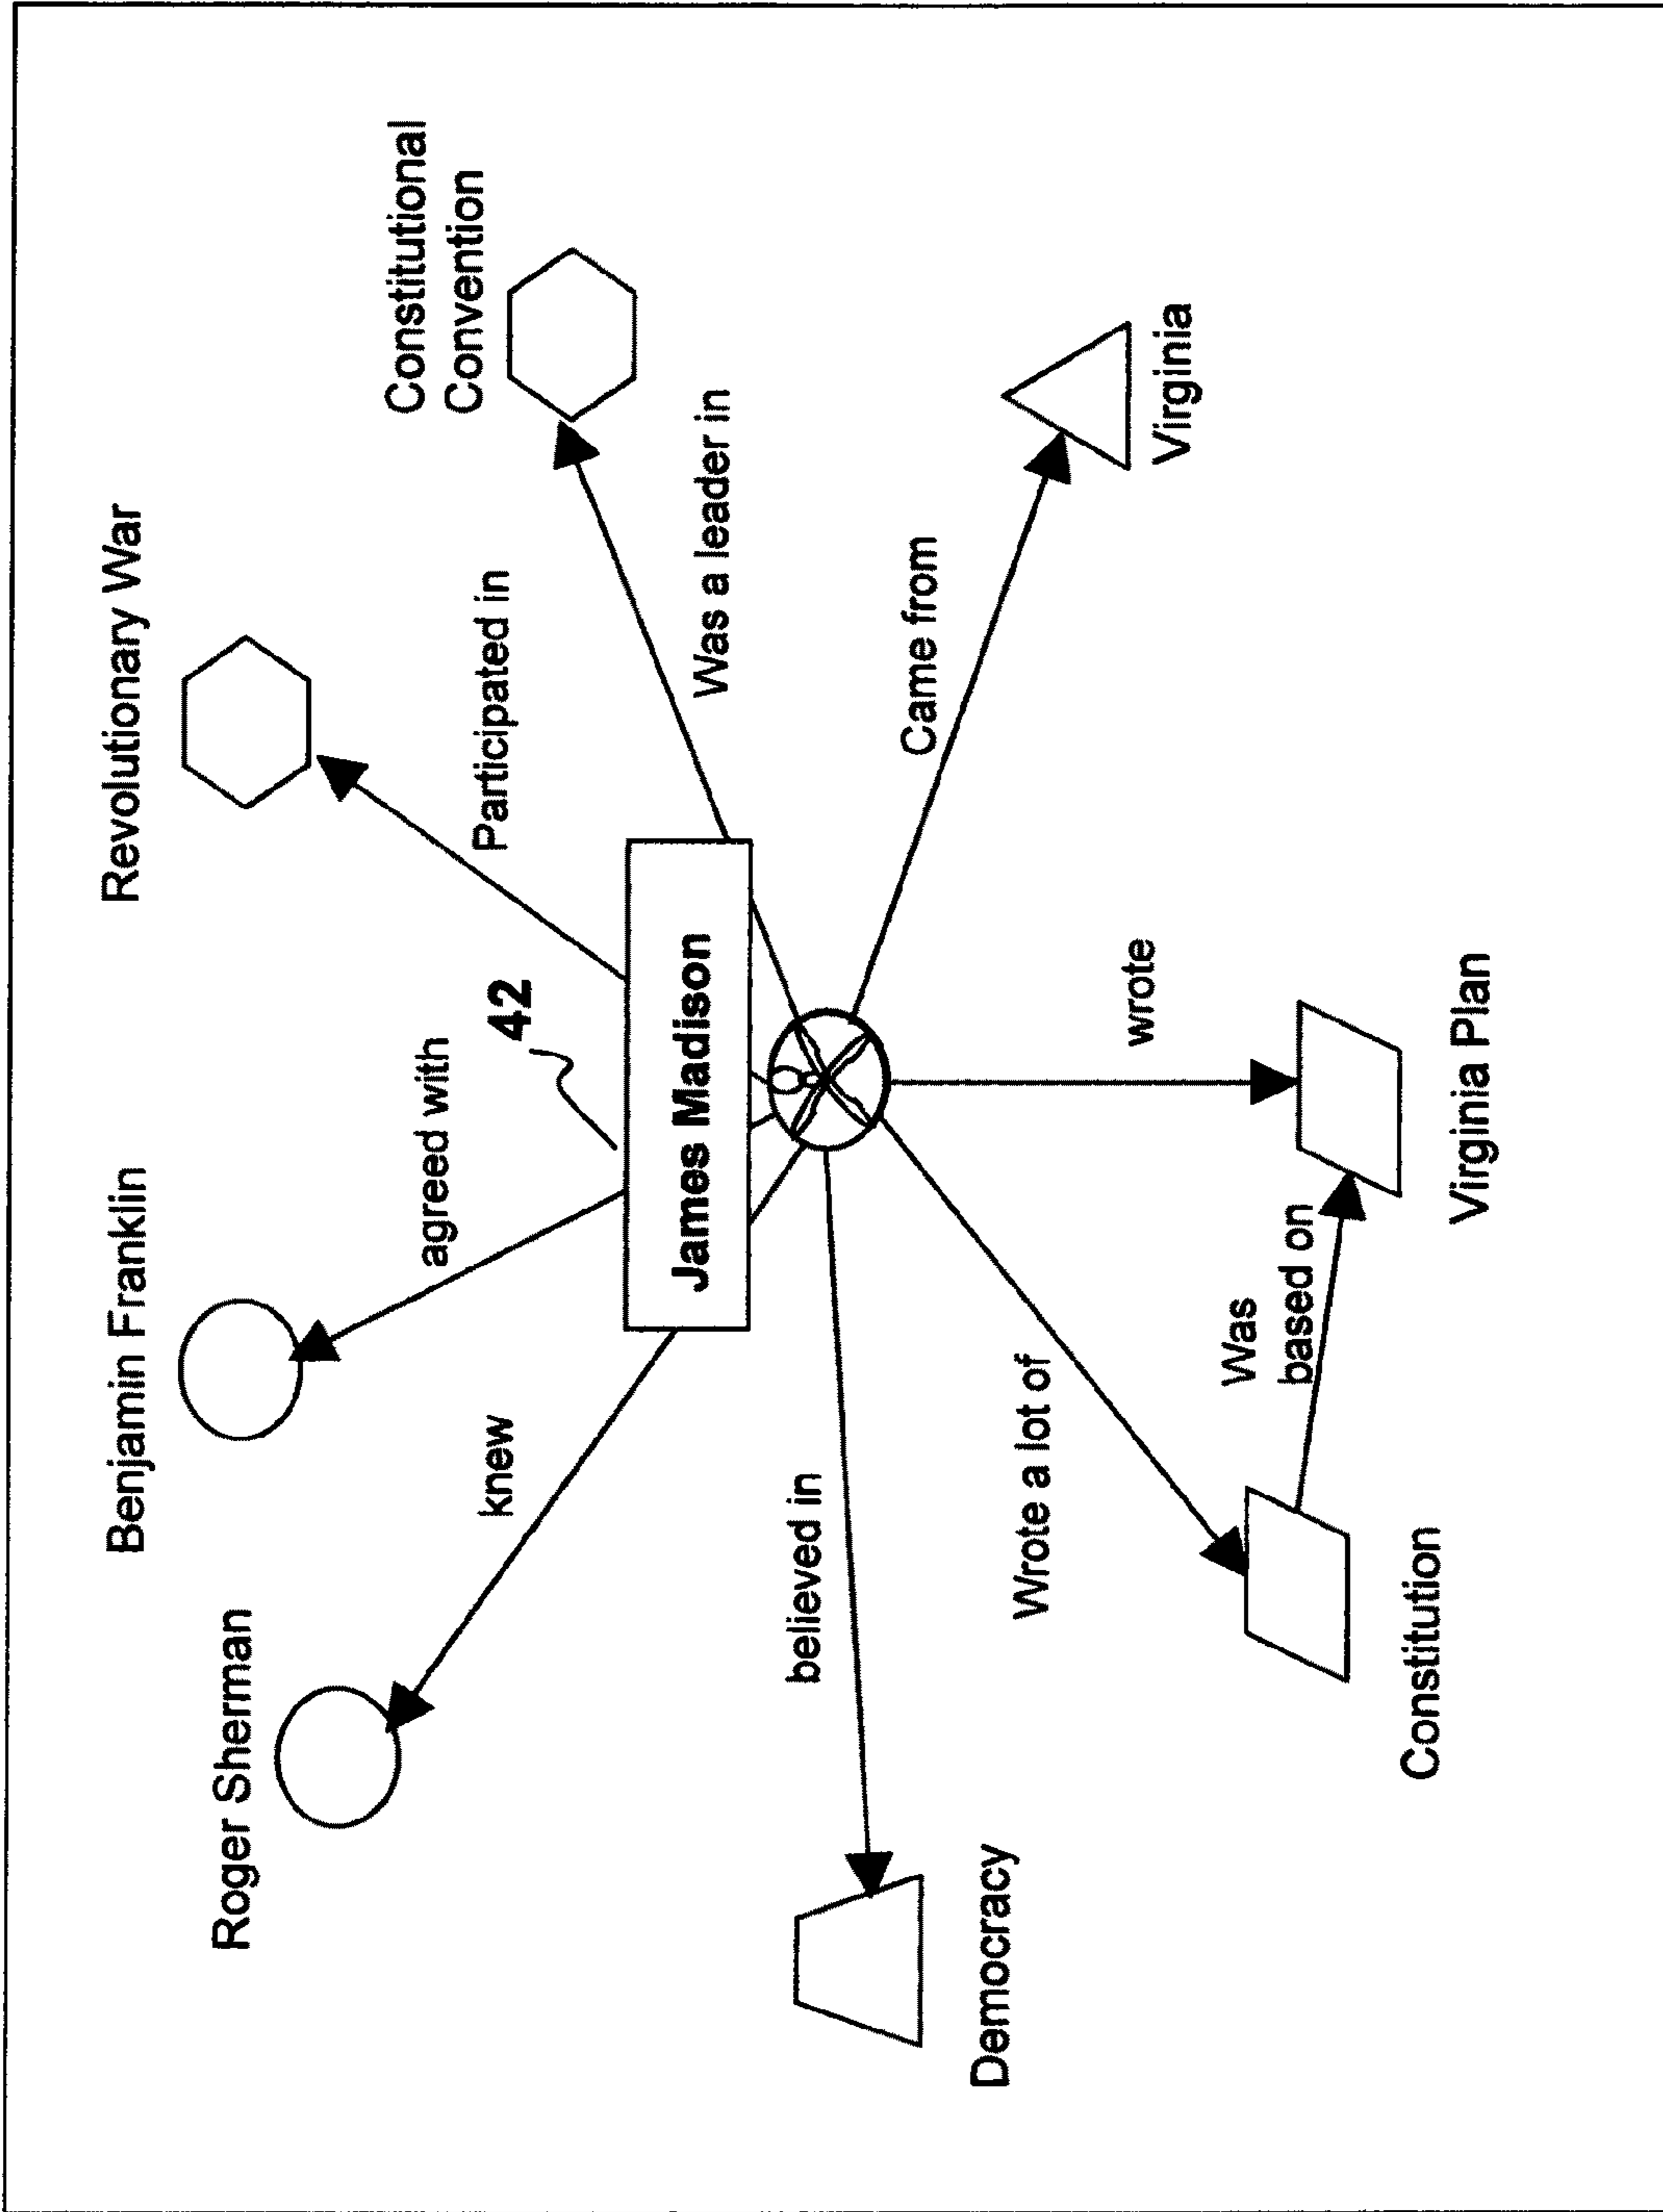 Revolutionary War
Benjamin Franklin
Roger Sherman
Constitutional
Convention
Participated in
agreed with
42
knew
Was a leader in
James Madison
believed in
Came from
Wrote a lot of
wrote
Virginia
Democracy
Was
based on
Constitution
Virginia Plan